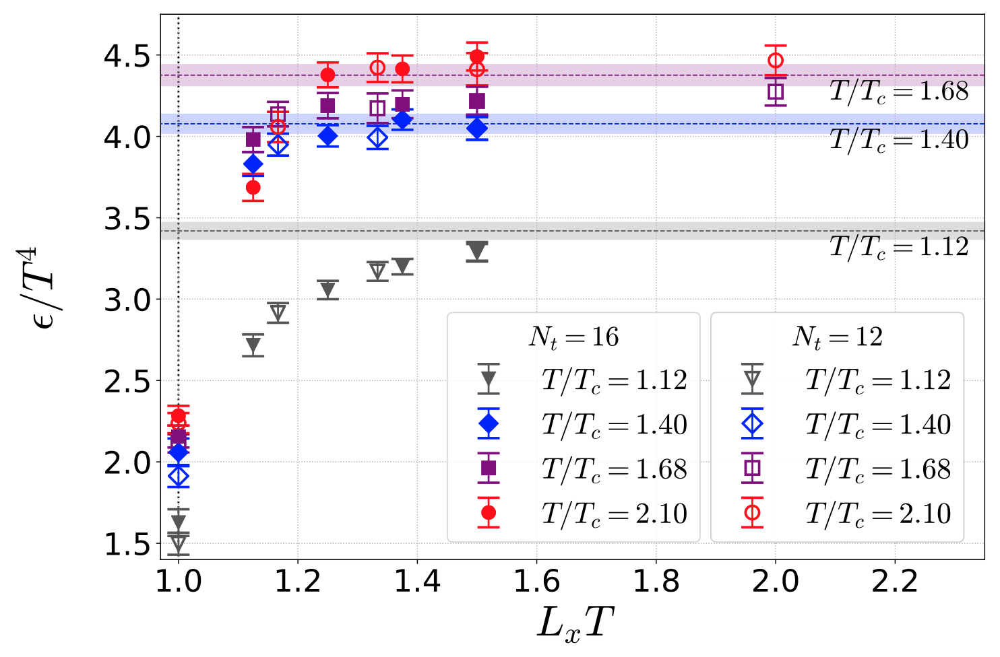 4.5
4.0
3.5
3.0
2.5
2.0
1.5
ϵ/T⁴
T/T_c = 1.68
T/T_c = 1.40
T/T_c = 1.12
N_t = 16
T/T_c = 1.12
T/T_c = 1.40
T/T_c = 1.68
T/T_c = 2.10
N_t = 12
T/T_c = 1.12
T/T_c = 1.40
T/T_c = 1.68
T/T_c = 2.10
1.0 1.2 1.4 1.6 1.8 2.0 2.2
L_xT